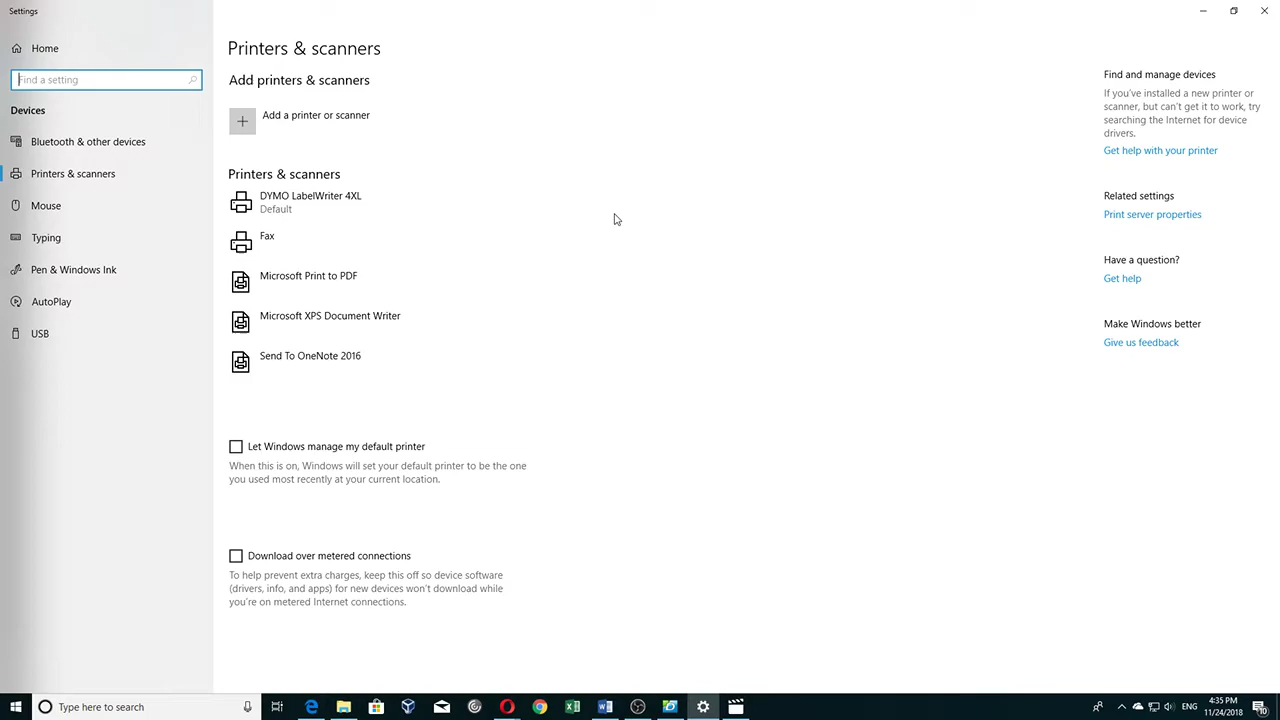 Settings
Home
Find a setting
Devices
Bluetooth & other devices
Printers & scanners
Mouse
Typing
Pen & Windows Ink
AutoPlay
USB
Printers & scanners
Add printers & scanners
Add a printer or scanner
Printers & scanners
DYMO LabelWriter 4XL
Default
Fax
Microsoft Print to PDF
Microsoft XPS Document Writer
Send To OneNote 2016
Let Windows manage my default printer
When this is on, Windows will set your default printer to be the one
you used most recently at your current location.
Download over metered connections
To help prevent extra charges, keep this off so device software
(drivers, info, and apps) for new devices won't download while
you're on metered Internet connections.
Find and manage devices
If you've installed a new printer or
scanner, but can't get it to work, try
searching the Internet for device
drivers.
Get help with your printer
Related settings
Print server properties
Have a question?
Get help
Make Windows better
Give us feedback
Type here to search
ENG
4:35 PM
11/24/2018
10